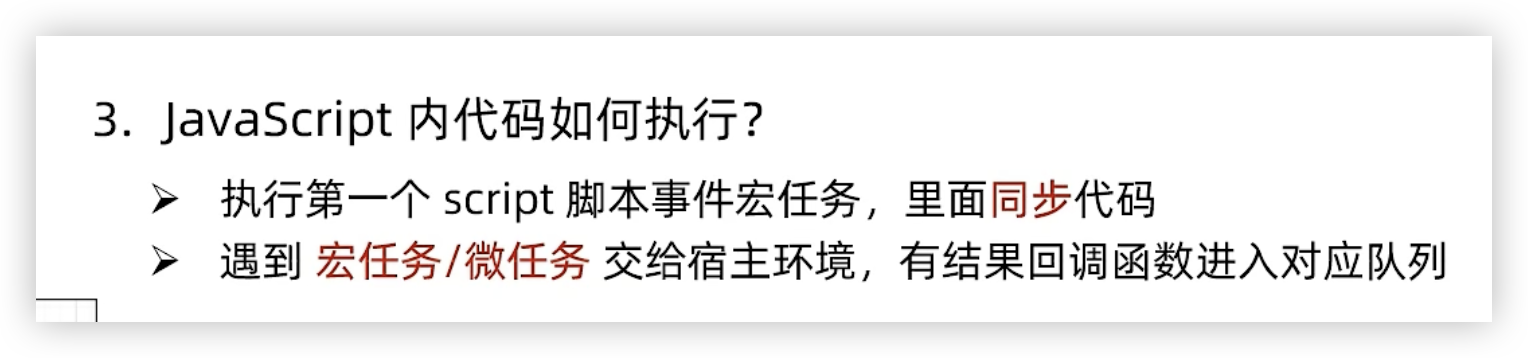 3. JavaScript 内代码如何执行？
➢ 执行第一个 script 脚本事件宏任务，里面同步代码
➢ 遇到 宏任务/微任务 交给宿主环境，有结果回调函数进入对应队列